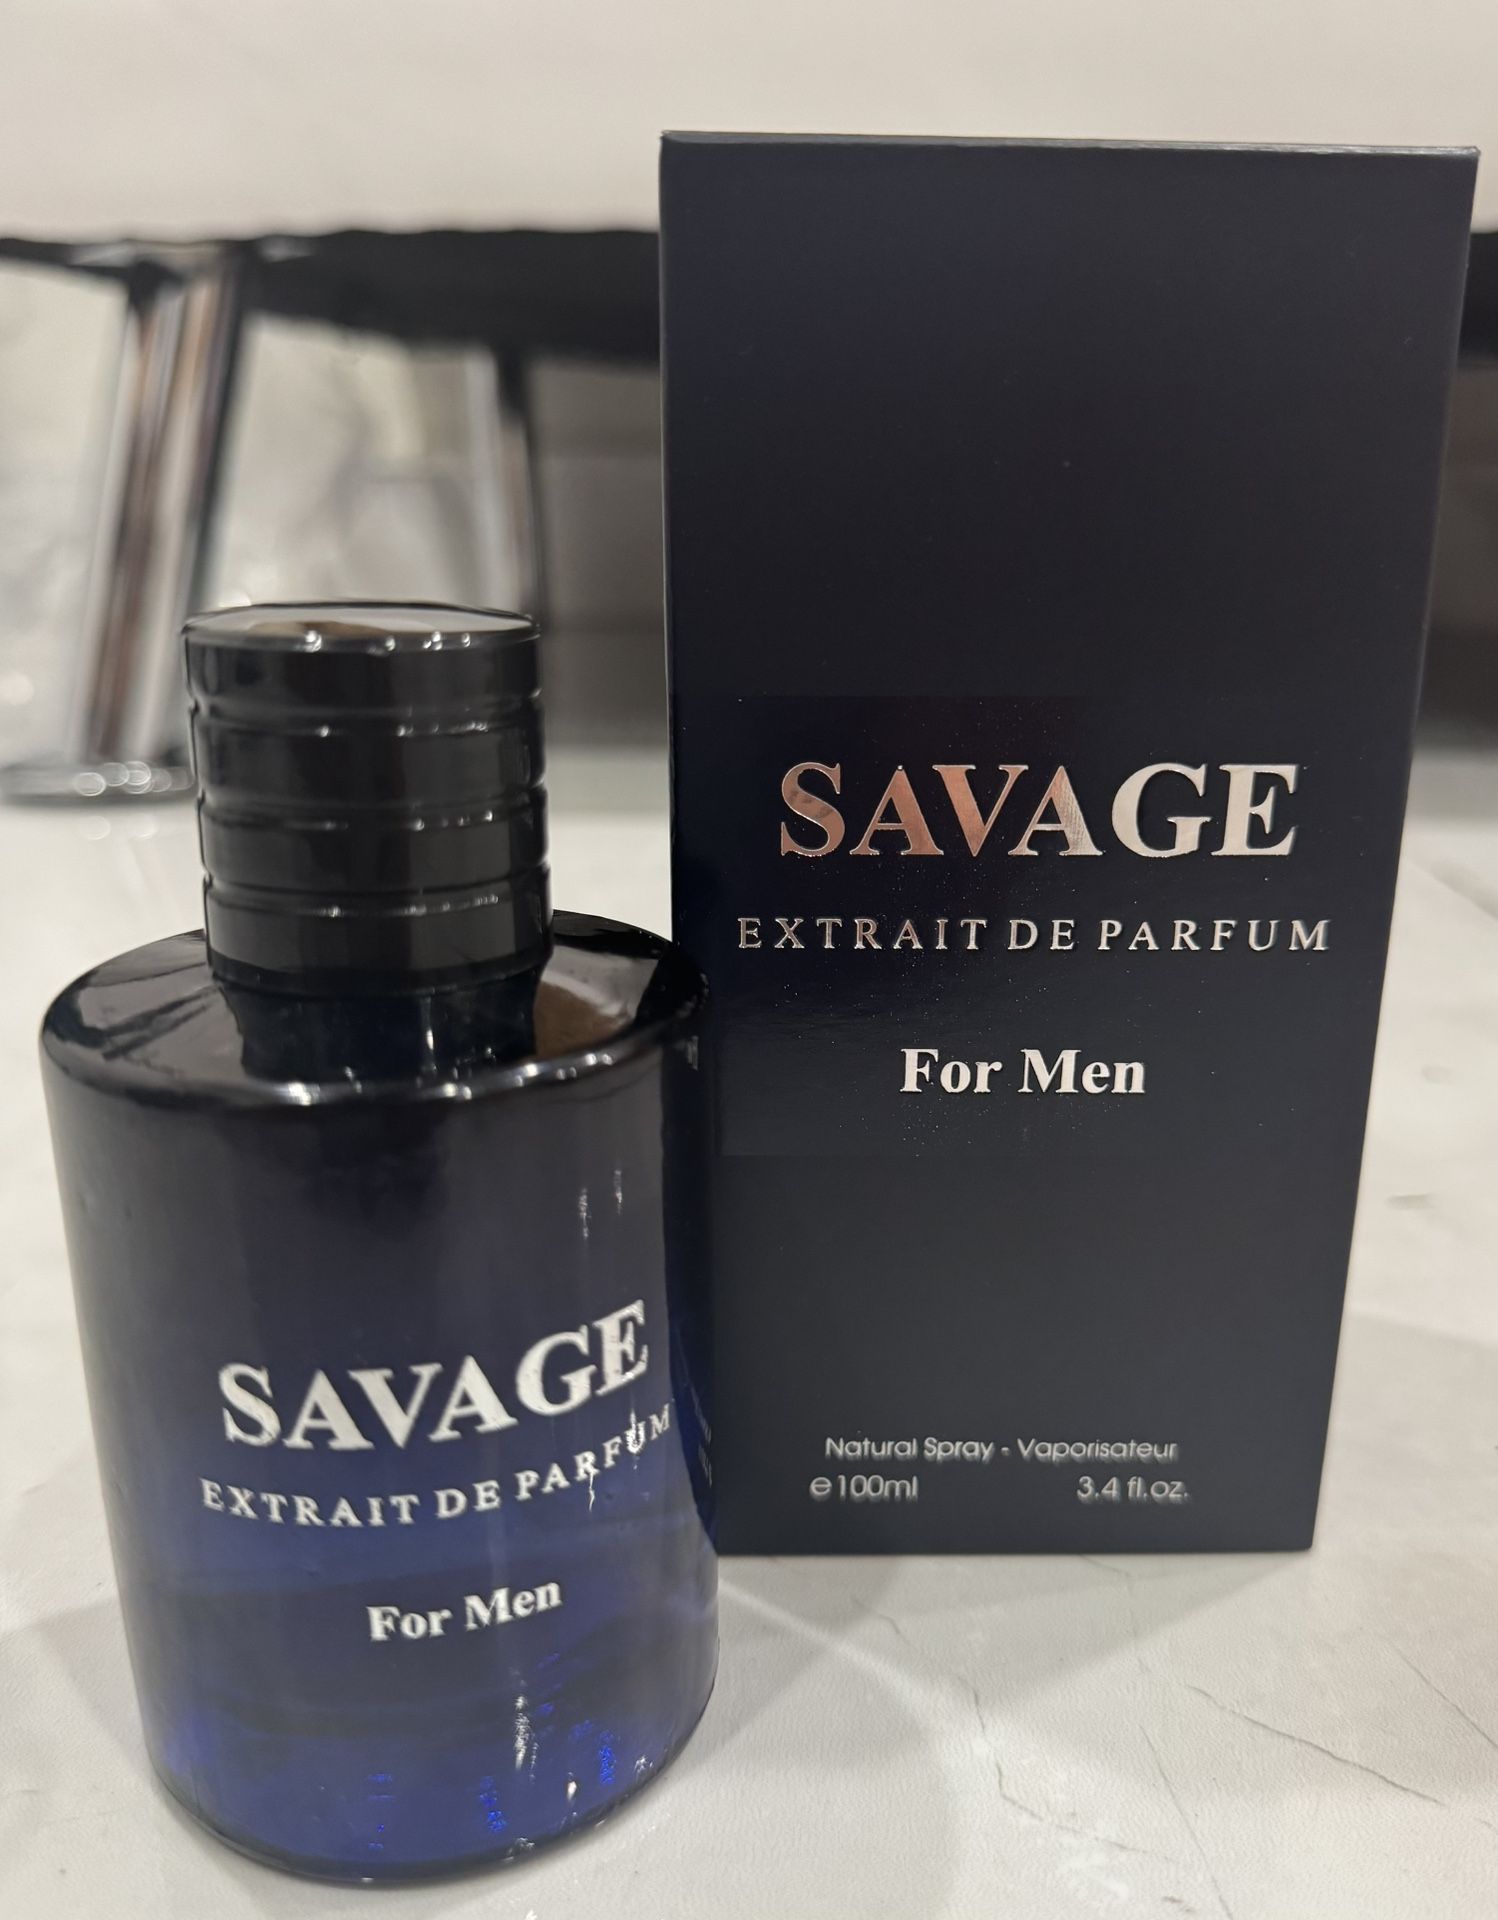 SAVAGE
EXTRAIT DE PARFUM
For Men
Natural Spray - Vaporisateur
e100ml 3.4 fl.oz.
SAVAGE
EXTRAIT DE PARFUM
For Men